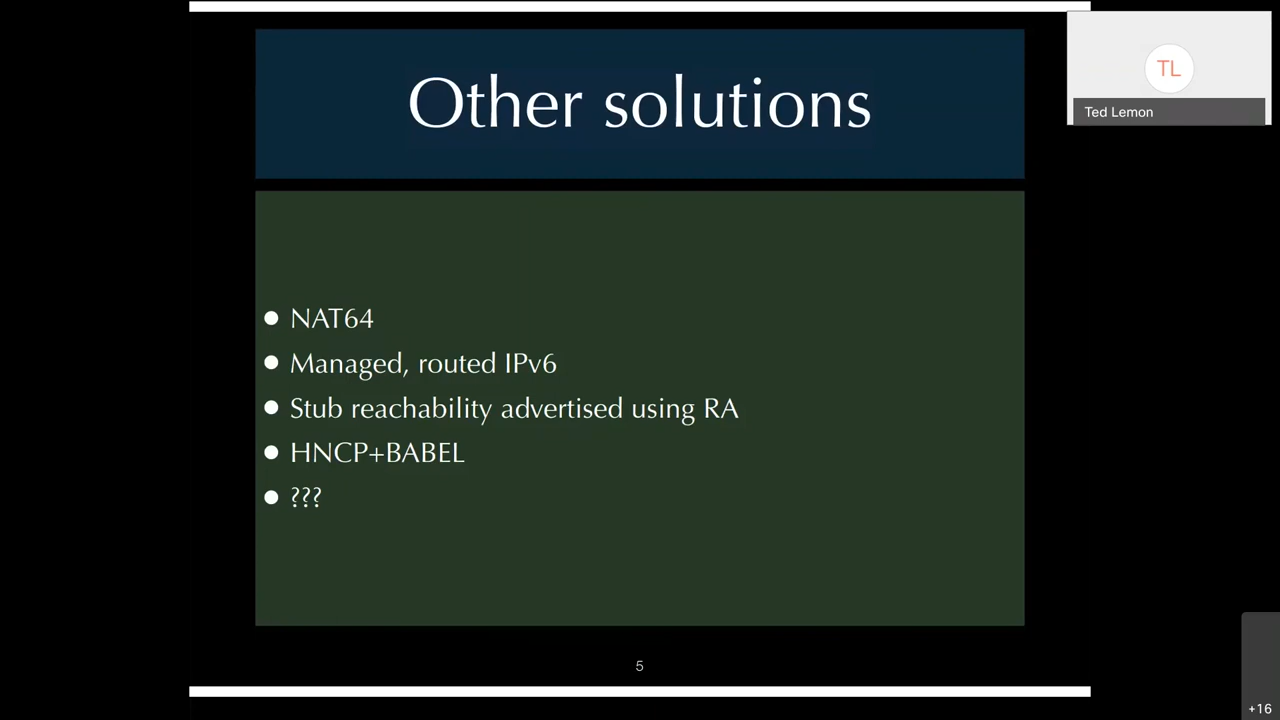 Other solutions
TL
Ted Lemon
● NAT64
● Managed, routed IPv6
● Stub reachability advertised using RA
● HNCP+BABEL
● ???
5
+16